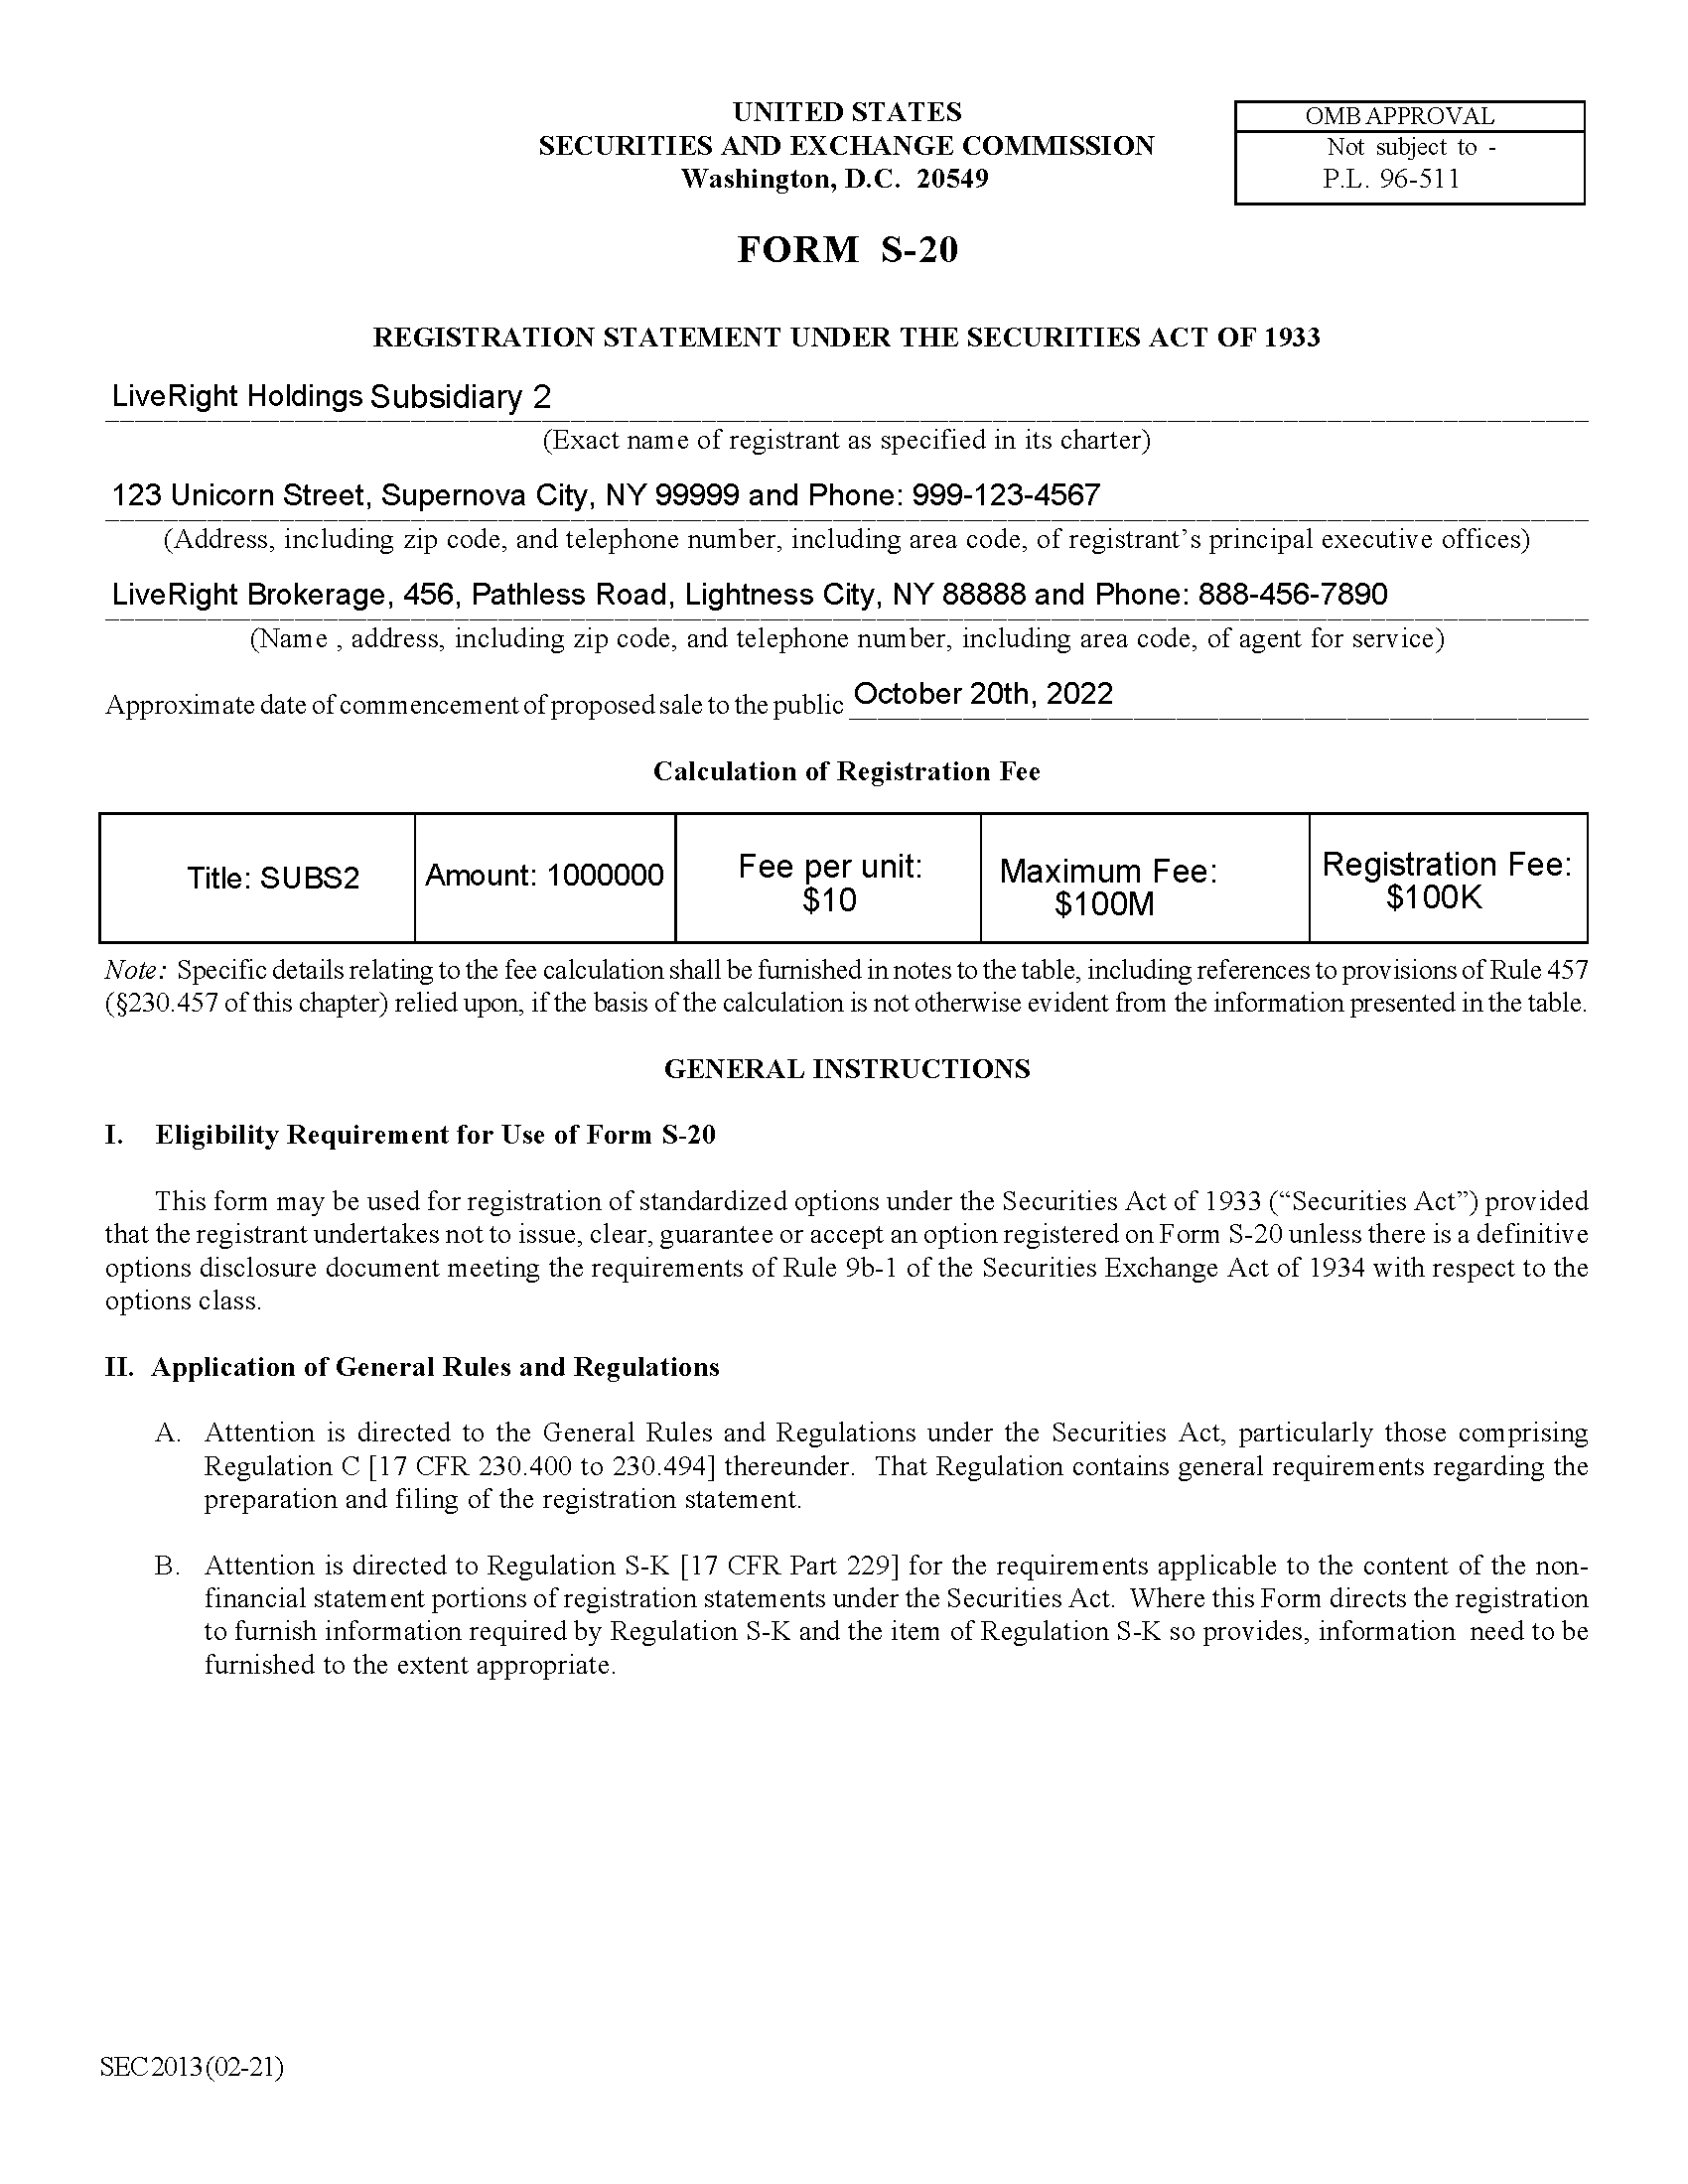 UNITED STATES
SECURITIES AND EXCHANGE COMMISSION
Washington, D.C. 20549
OMB APPROVAL
Not subject to -
P.L. 96-511
FORM S-20
REGISTRATION STATEMENT UNDER THE SECURITIES ACT OF 1933
LiveRight Holdings Subsidiary 2
(Exact name of registrant as specified in its charter)
123 Unicorn Street, Supernova City, NY 99999 and Phone: 999-123-4567
(Address, including zip code, and telephone number, including area code, of registrant’s principal executive offices)
LiveRight Brokerage, 456, Pathless Road, Lightness City, NY 88888 and Phone: 888-456-7890
(Name , address, including zip code, and telephone number, including area code, of agent for service)
Approximate date of commencement of proposed sale to the public October 20th, 2022
Calculation of Registration Fee
Title: SUBS2
Amount: 1000000
Fee per unit:
$10
Maximum Fee:
$100M
Registration Fee:
$100K
Note: Specific details relating to the fee calculation shall be furnished in notes to the table, including references to provisions of Rule 457
(§230.457 of this chapter) relied upon, if the basis of the calculation is not otherwise evident from the information presented in the table.
GENERAL INSTRUCTIONS
I. Eligibility Requirement for Use of Form S-20
This form may be used for registration of standardized options under the Securities Act of 1933 (“Securities Act”) provided
that the registrant undertakes not to issue, clear, guarantee or accept an option registered on Form S-20 unless there is a definitive
options disclosure document meeting the requirements of Rule 9b-1 of the Securities Exchange Act of 1934 with respect to the
options class.
II. Application of General Rules and Regulations
A. Attention is directed to the General Rules and Regulations under the Securities Act, particularly those comprising
Regulation C [17 CFR 230.400 to 230.494] thereunder. That Regulation contains general requirements regarding the
preparation and filing of the registration statement.
B. Attention is directed to Regulation S-K [17 CFR Part 229] for the requirements applicable to the content of the non-
financial statement portions of registration statements under the Securities Act. Where this Form directs the registration
to furnish information required by Regulation S-K and the item of Regulation S-K so provides, information need to be
furnished to the extent appropriate.
SEC 2013 (02-21)